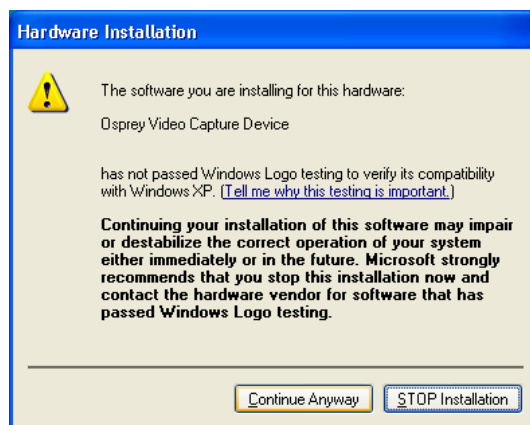 Hardware Installation
The software you are installing for this hardware:
Osprey Video Capture Device
has not passed Windows Logo testing to verify its compatibility
with Windows XP. (Tell me why this testing is important.)
Continuing your installation of this software may impair
or destabilize the correct operation of your system
either immediately or in the future. Microsoft strongly
recommends that you stop this installation now and
contact the hardware vendor for software that has
passed Windows Logo testing.
Continue Anyway STOP Installation